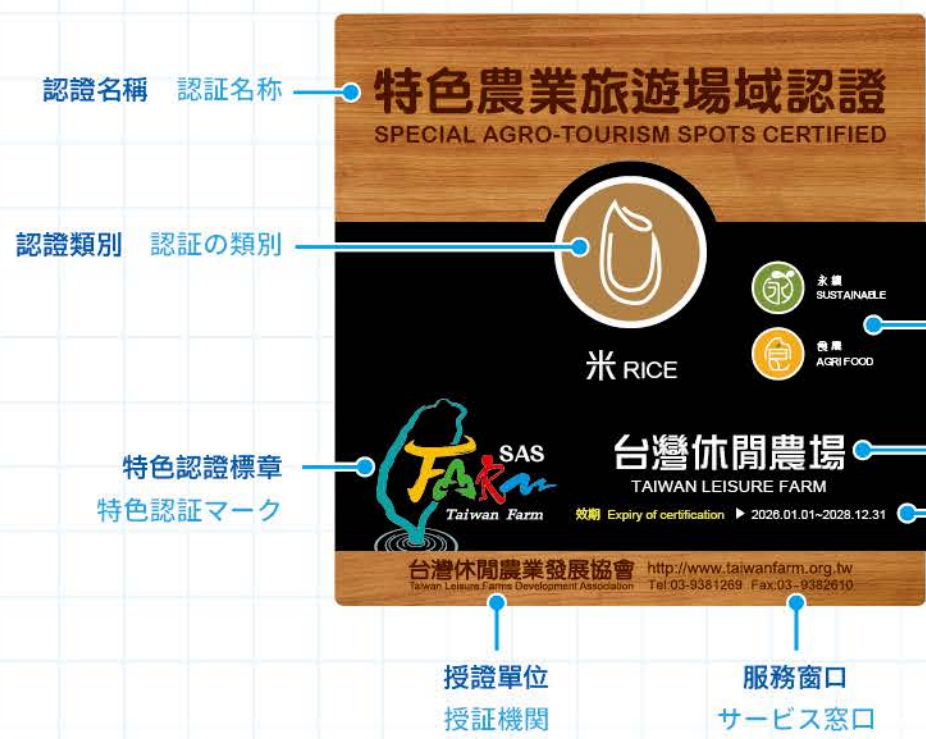 認證名稱 認証名称
特色農業旅遊場域認證
SPECIAL AGRO-TOURISM SPOTS CERTIFIED
認證類別 認証の類別
永續
SUSTAINABLE
食農
AGRI FOOD
米 RICE
特色認證標章
特色認証マーク
FARM
SAS
Taiwan Farm
台灣休閒農場
TAIWAN LEISURE FARM
效期 Expiry of certification ▶ 2026.01.01~2028.12.31
台灣休閒農業發展協會 http://www.taiwanfarm.org.tw
Taiwan Leisure Farms Development Association Tel:03-9381269 Fax:03-9382610
授證單位
授証機関
服務窗口
サービス窓口